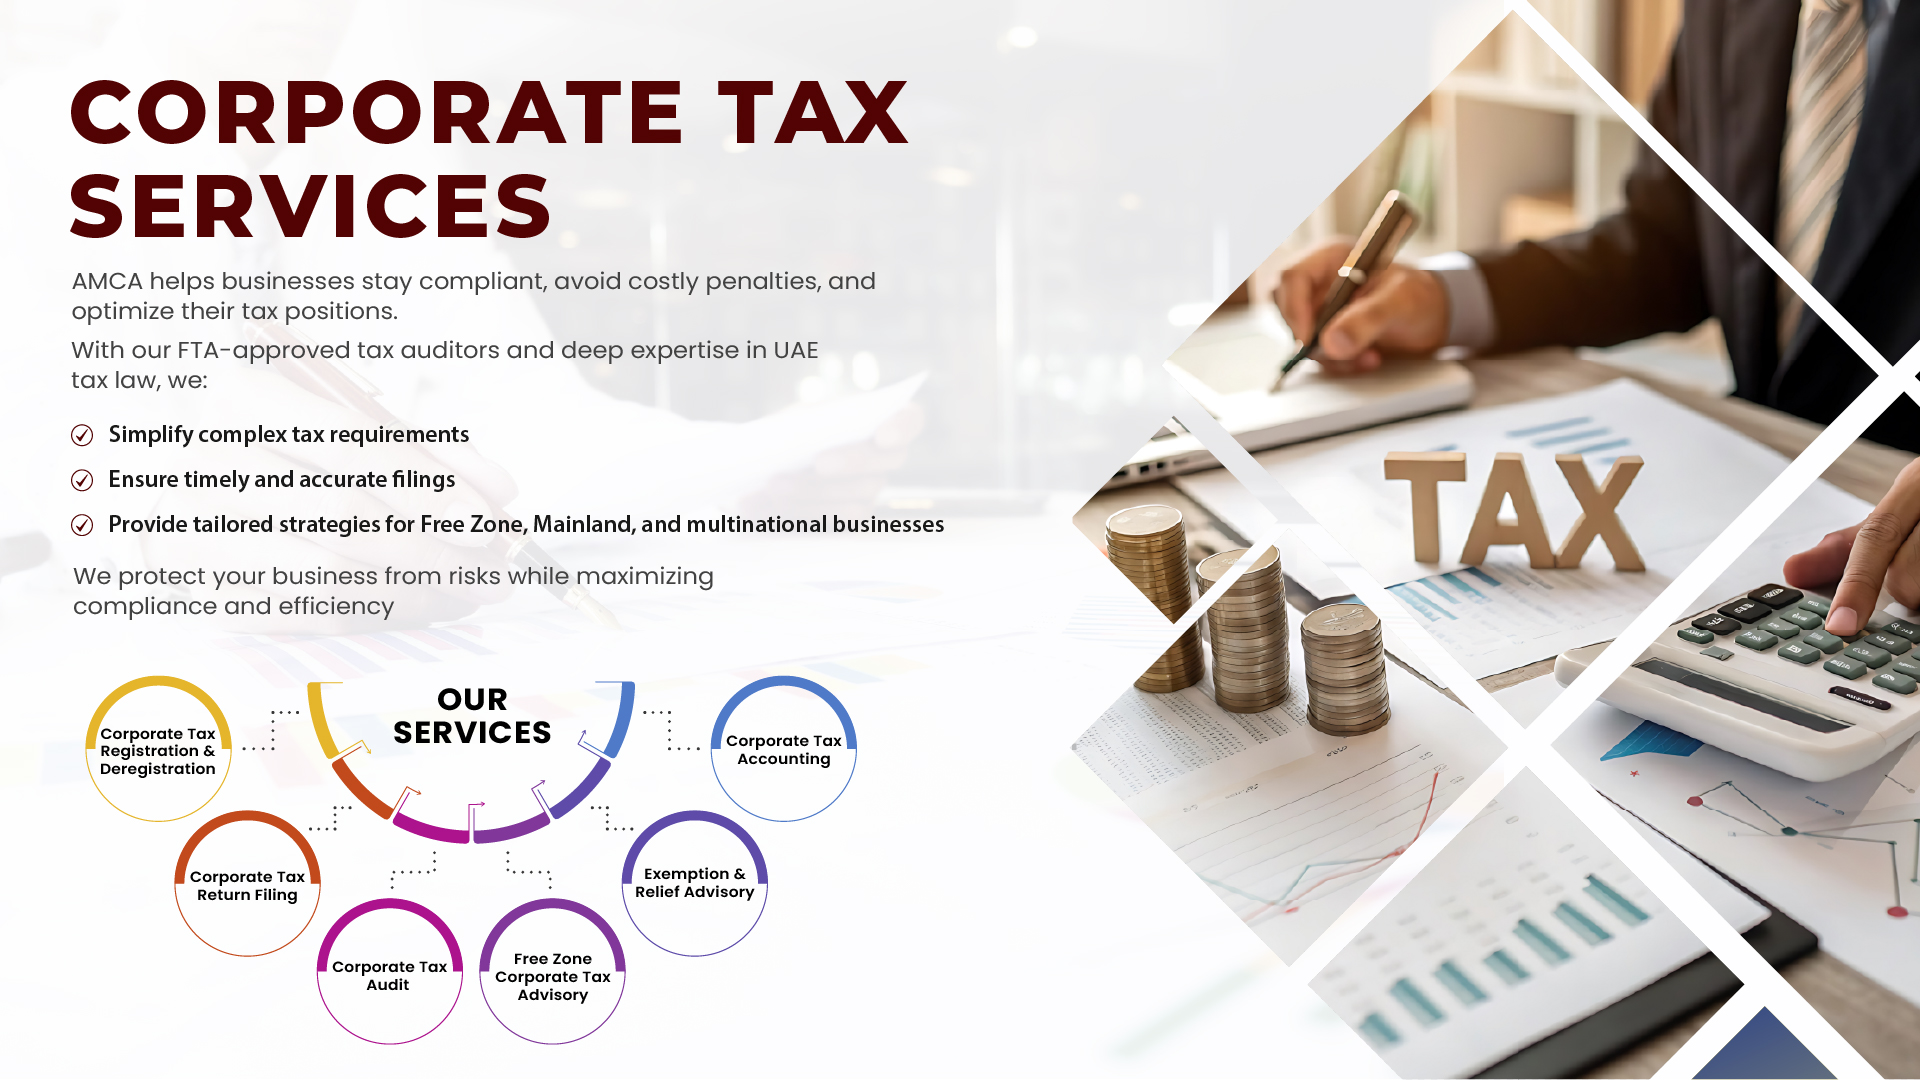 CORPORATE TAX
SERVICES
AMCA helps businesses stay compliant, avoid costly penalties, and
optimize their tax positions.
With our FTA-approved tax auditors and deep expertise in UAE
tax law, we:
Simplify complex tax requirements
Ensure timely and accurate filings
Provide tailored strategies for Free Zone, Mainland, and multinational businesses
We protect your business from risks while maximizing
compliance and efficiency
OUR
SERVICES
Corporate Tax
Registration &
Deregistration
Corporate Tax
Return Filing
Corporate Tax
Audit
Free Zone
Corporate Tax
Advisory
Exemption &
Relief Advisory
Corporate Tax
Accounting
TAX